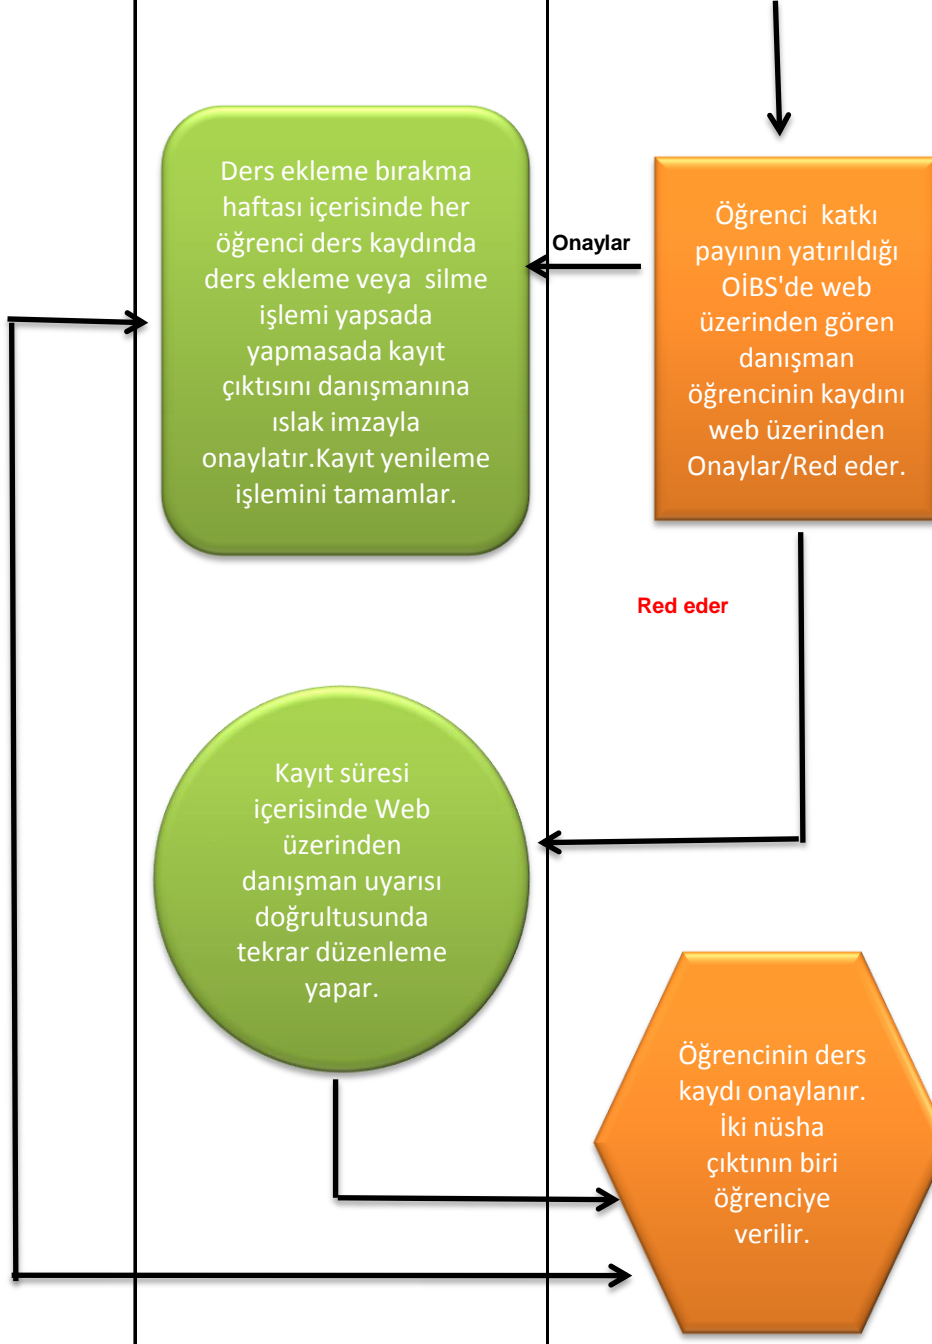 Ders ekleme bırakma
haftası içerisinde her
öğrenci ders kaydında
ders ekleme veya  silme
işlemi yapsada
yapmasada kayıt
çıktısını danışmanına
ıslak imzayla
onaylatır.Kayıt yenileme
işlemini tamamlar.
Onaylar
Öğrenci  katkı
payının yatırıldığı
OİBS'de web
üzerinden gören
danışman
öğrencinin kaydını
web üzerinden
Onaylar/Red eder.
Red eder
Kayıt süresi
içerisinde Web
üzerinden
danışman uyarısı
doğrultusunda
tekrar düzenleme
yapar.
Öğrencinin ders
kaydı onaylanır.
İki nüsha
çıktının biri
öğrenciye
verilir.